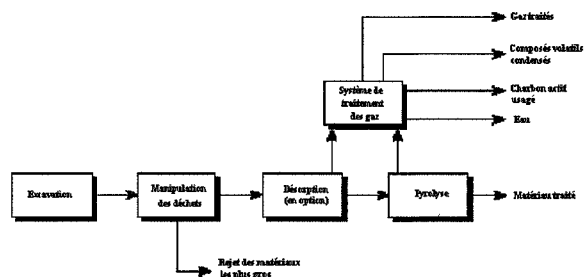 Gaz traités
Composés volatils
condensés
Charbon actif
usagé
Eau
Système de
traitement
des gaz
Excavation
Manipulation
des déchets
Désorption
(en option)
Pyrolyse
Matériau traité
Rejet des matériaux
les plus gros